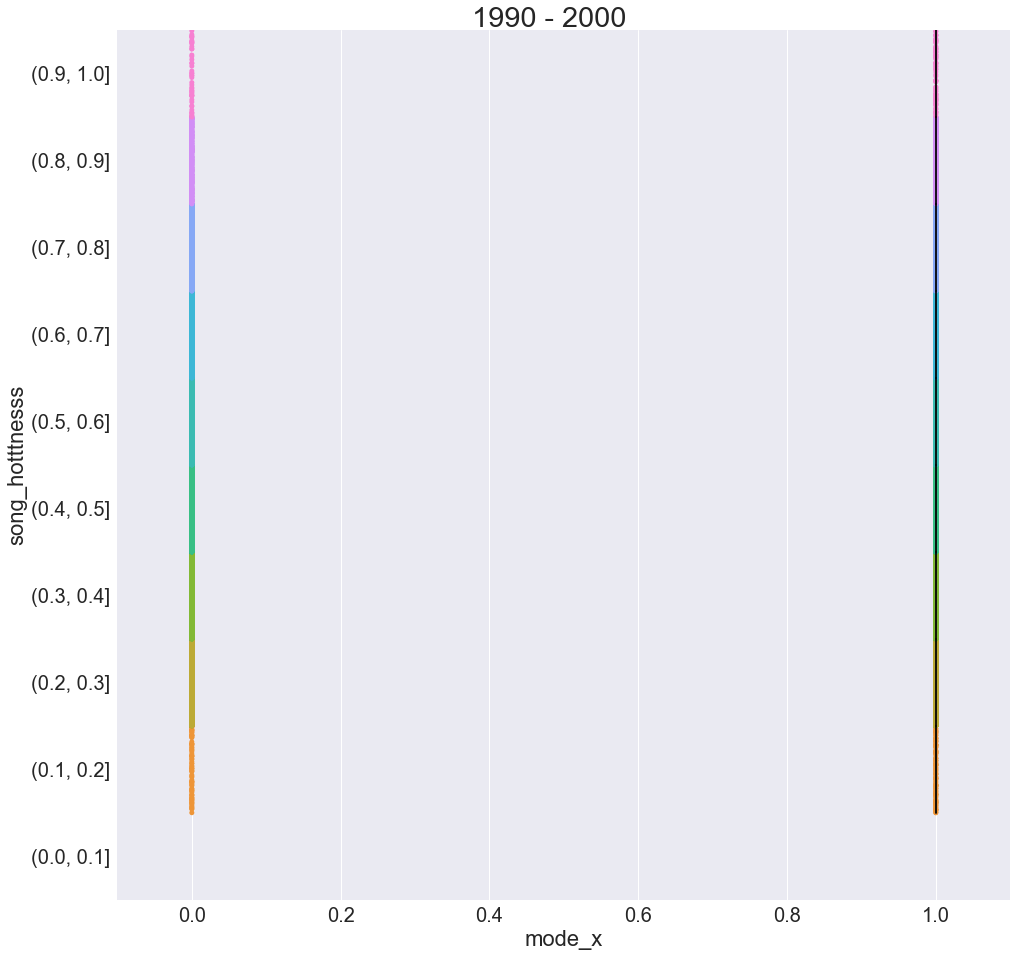 1990 - 2000
(0.9, 1.0]
(0.8, 0.9]
(0.7, 0.8]
(0.6, 0.7]
(0.5, 0.6]
(0.4, 0.5]
(0.3, 0.4]
(0.2, 0.3]
(0.1, 0.2]
(0.0, 0.1]
song_hotttnesss
0.0 0.2 0.4 0.6 0.8 1.0
mode_x